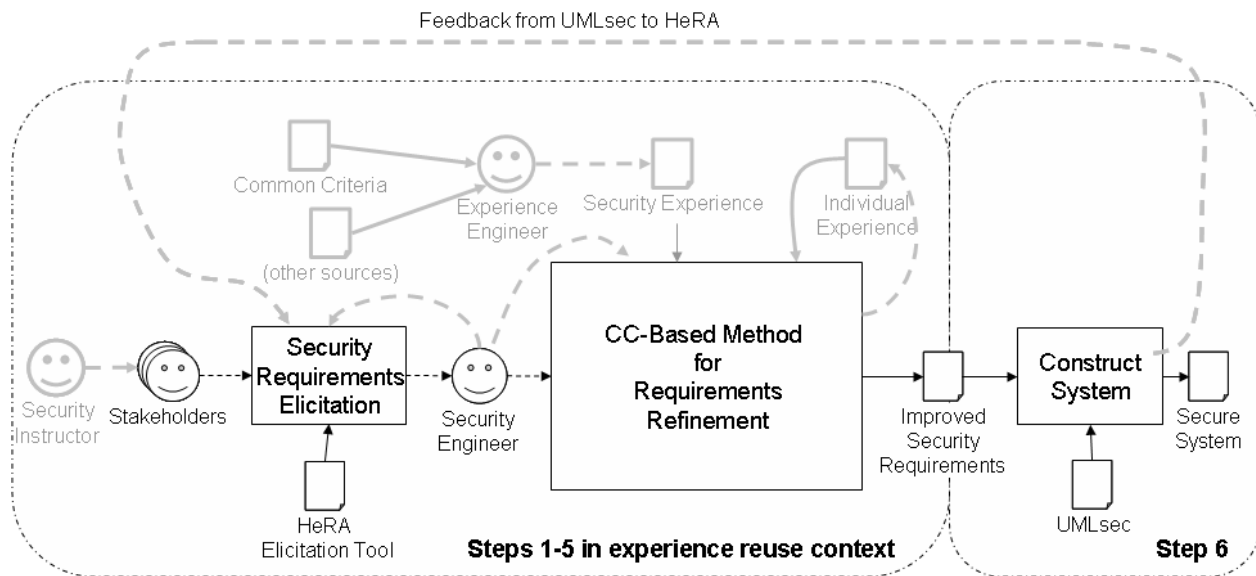 Feedback from UMLsec to HeRA
Common Criteria
(other sources)
Experience
Engineer
Security Experience
Individual
Experience
Security
Instructor
Stakeholders
Security
Requirements
Elicitation
HeRA
Elicitation Tool
Security
Engineer
CC-Based Method
for
Requirements
Refinement
Improved
Security
Requirements
Construct
System
UMLsec
Secure
System
Steps 1-5 in experience reuse context
Step 6